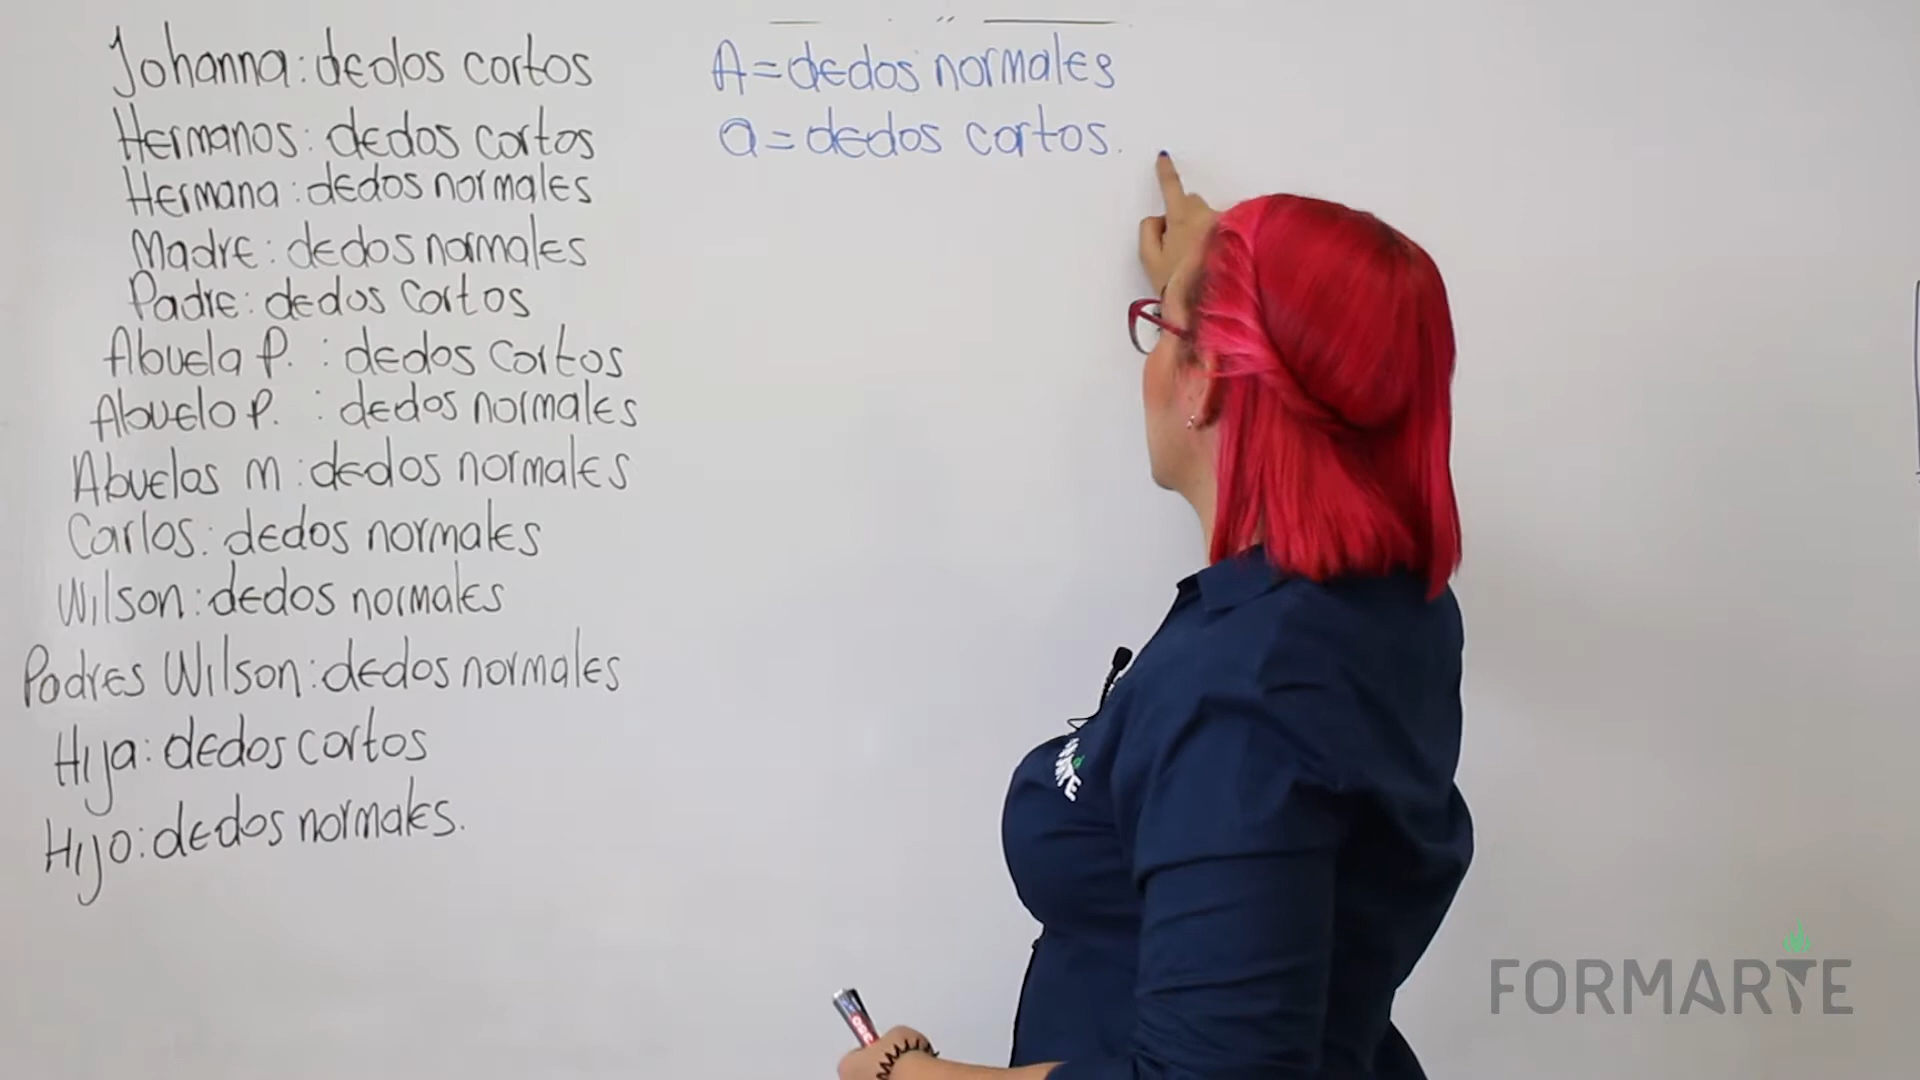 Johanna: dedos cortos
Hermanos: dedos cortos
Hermana: dedos normales
Madre: dedos normales
Padre: dedos cortos
Abuela P. : dedos cortos
Abuelo P. : dedos normales
Abuelos M : dedos normales
Carlos: dedos normales
Wilson: dedos normales
Padres Wilson: dedos normales
Hija: dedos cortos
Hijo: dedos normales.
A = dedos normales
a = dedos cortos.
FORMARTE